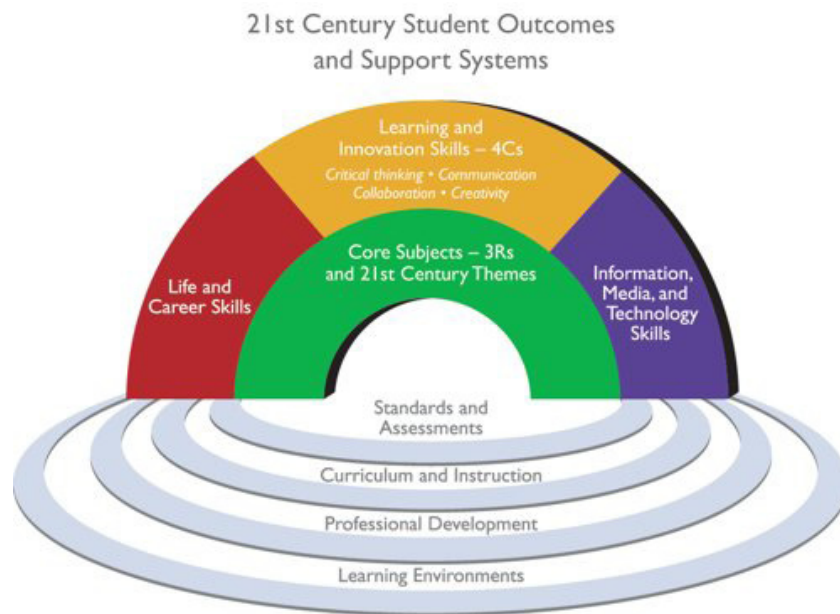 21st Century Student Outcomes
and Support Systems
Learning and
Innovation Skills – 4Cs
Critical thinking • Communication
Collaboration • Creativity
Core Subjects – 3Rs
and 21st Century Themes
Life and
Career Skills
Information,
Media, and
Technology
Skills
Standards and
Assessments
Curriculum and Instruction
Professional Development
Learning Environments